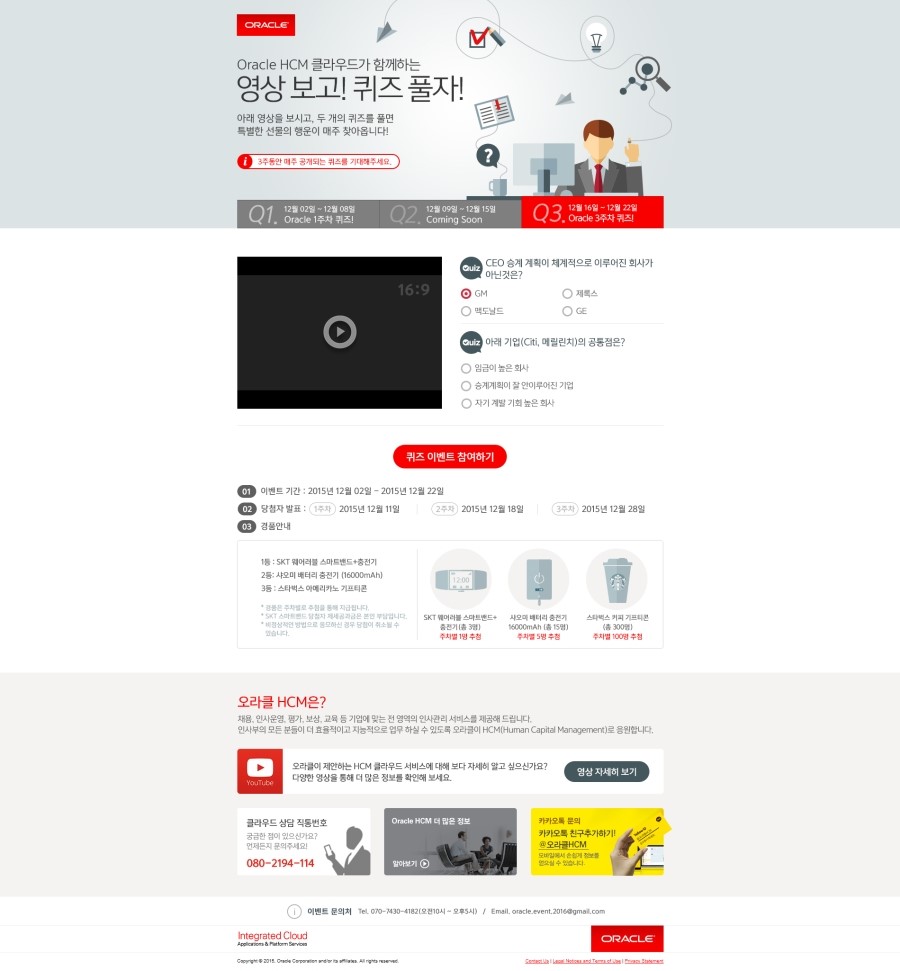 ORACLE
Oracle HCM 클라우드가 함께하는
영상 보고! 퀴즈 풀자!
아래 영상을 보시고, 두 개의 퀴즈를 풀면
특별한 선물의 행운이 매주 찾아옵니다!
i 3주동안 매주 공개되는 퀴즈를 기대해주세요.
?
Q1. 12월 02일 ~ 12월 08일
Oracle 1주차 퀴즈!
Q2. 12월 09일 ~ 12월 15일
Coming Soon
Q3. 12월 16일 ~ 12월 22일
Oracle 3주차 퀴즈!
16:9
Quiz CEO 승계 계획이 체계적으로 이루어진 회사가
아닌것은?
GM 제록스
맥도날드 GE
Quiz 아래 기업(Citi, 메릴린치)의 공통점은?
임금이 높은 회사
승계계획이 잘 안이루어진 기업
자기 계발 기회 높은 회사
퀴즈 이벤트 참여하기
01 이벤트 기간 : 2015년 12월 02일 ~ 2015년 12월 22일
02 당첨자 발표 : 1주차 2015년 12월 11일 2주차 2015년 12월 18일 3주차 2015년 12월 28일
03 경품안내
1등 : SKT 웨어러블 스마트밴드+충전기
2등: 샤오미 배터리 충전기 (16000mAh)
3등 : 스타벅스 아메리카노 기프티콘
* 경품은 주차별로 추첨을 통해 지급합니다.
* SKT 스마트밴드 당첨자 제세공과금은 본인 부담입니다.
* 비정상적인 방법으로 응모하신 경우 당첨이 취소될 수
있습니다.
12:00
SKT 웨어러블 스마트밴드+
충전기(총 3명)
주차별 1명 추첨
샤오미 배터리 충전기
16000mAh (총 15명)
주차별 5명 추첨
스타벅스 커피 기프티콘
(총 300명)
주차별 100명 추첨
오라클 HCM은?
채용, 인사운영, 평가, 보상, 교육 등 기업에 맞는 전 영역의 인사관리 서비스를 제공해 드립니다.
인사부의 모든 분들이 더 효율적이고 지능적으로 업무 하실 수 있도록 오라클이 HCM(Human Capital Management)로 응원합니다.
YouTube
오라클이 제안하는 HCM 클라우드 서비스에 대해 보다 자세히 알고 싶으신가요?
다양한 영상을 통해 더 많은 정보를 확인해 보세요.
영상 자세히 보기
클라우드 상담 직통번호
궁금한 점이 있으신가요?
언제든지 문의주세요!
080-2194-114
Oracle HCM 더 많은 정보
알아보기
카카오톡 문의
카카오톡 친구추가하기!
@오라클HCM
모바일에서 손쉽게 정보를
받으실 수 있습니다.
i 이벤트 문의처 Tel. 070-7430-4182(오전10시 ~ 오후5시) / Email. oracle.event.2016@gmail.com
Integrated Cloud
Applications & Platform Services
ORACLE
Copyright © 2015, Oracle Corporation and/or its affiliates. All rights reserved.
Contact Us | Legal Notices and Terms of Use | Privacy Statement